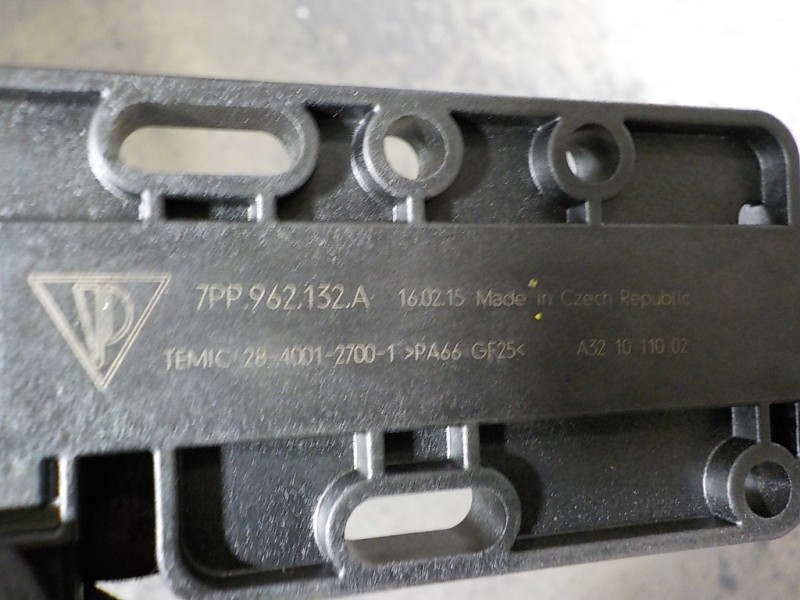 7PP.962.132.A 16.02.15 Made in Czech Republic
TEMIC 28-4001-2700-1 >PA66 GF25< A32 10 110 02